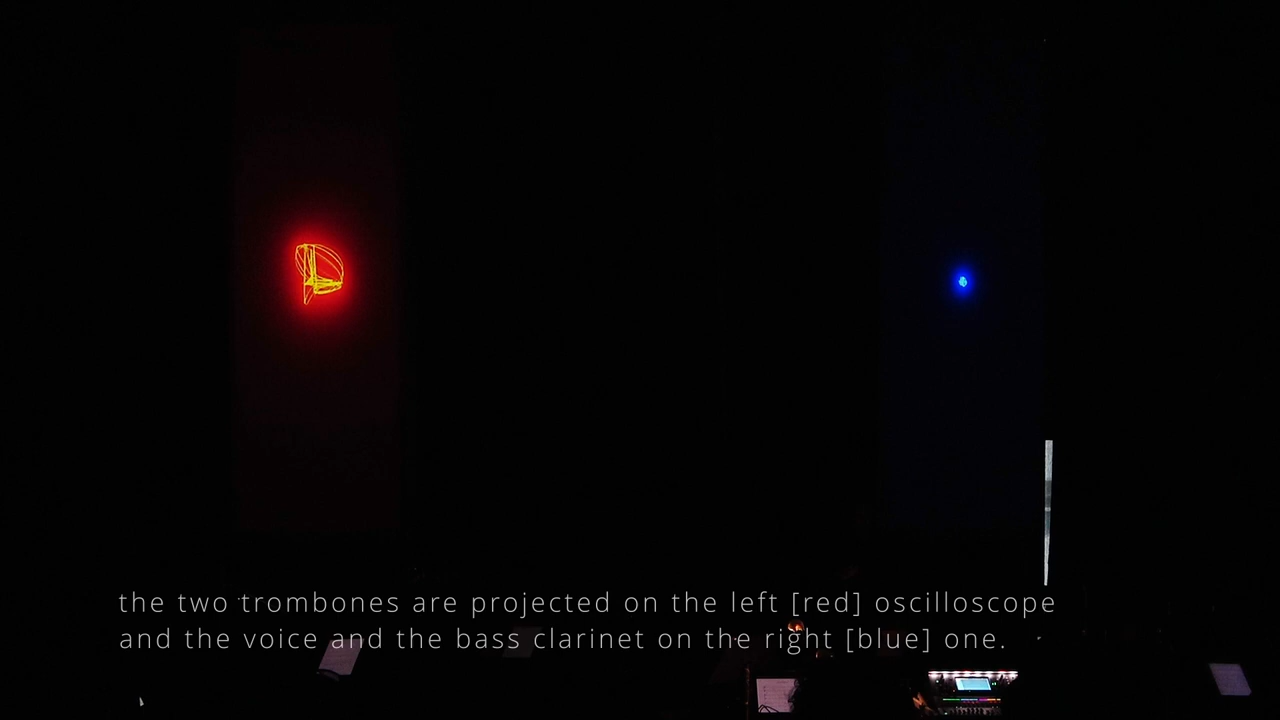 the two trombones are projected on the left [red] oscilloscope
and the voice and the bass clarinet on the right [blue] one.